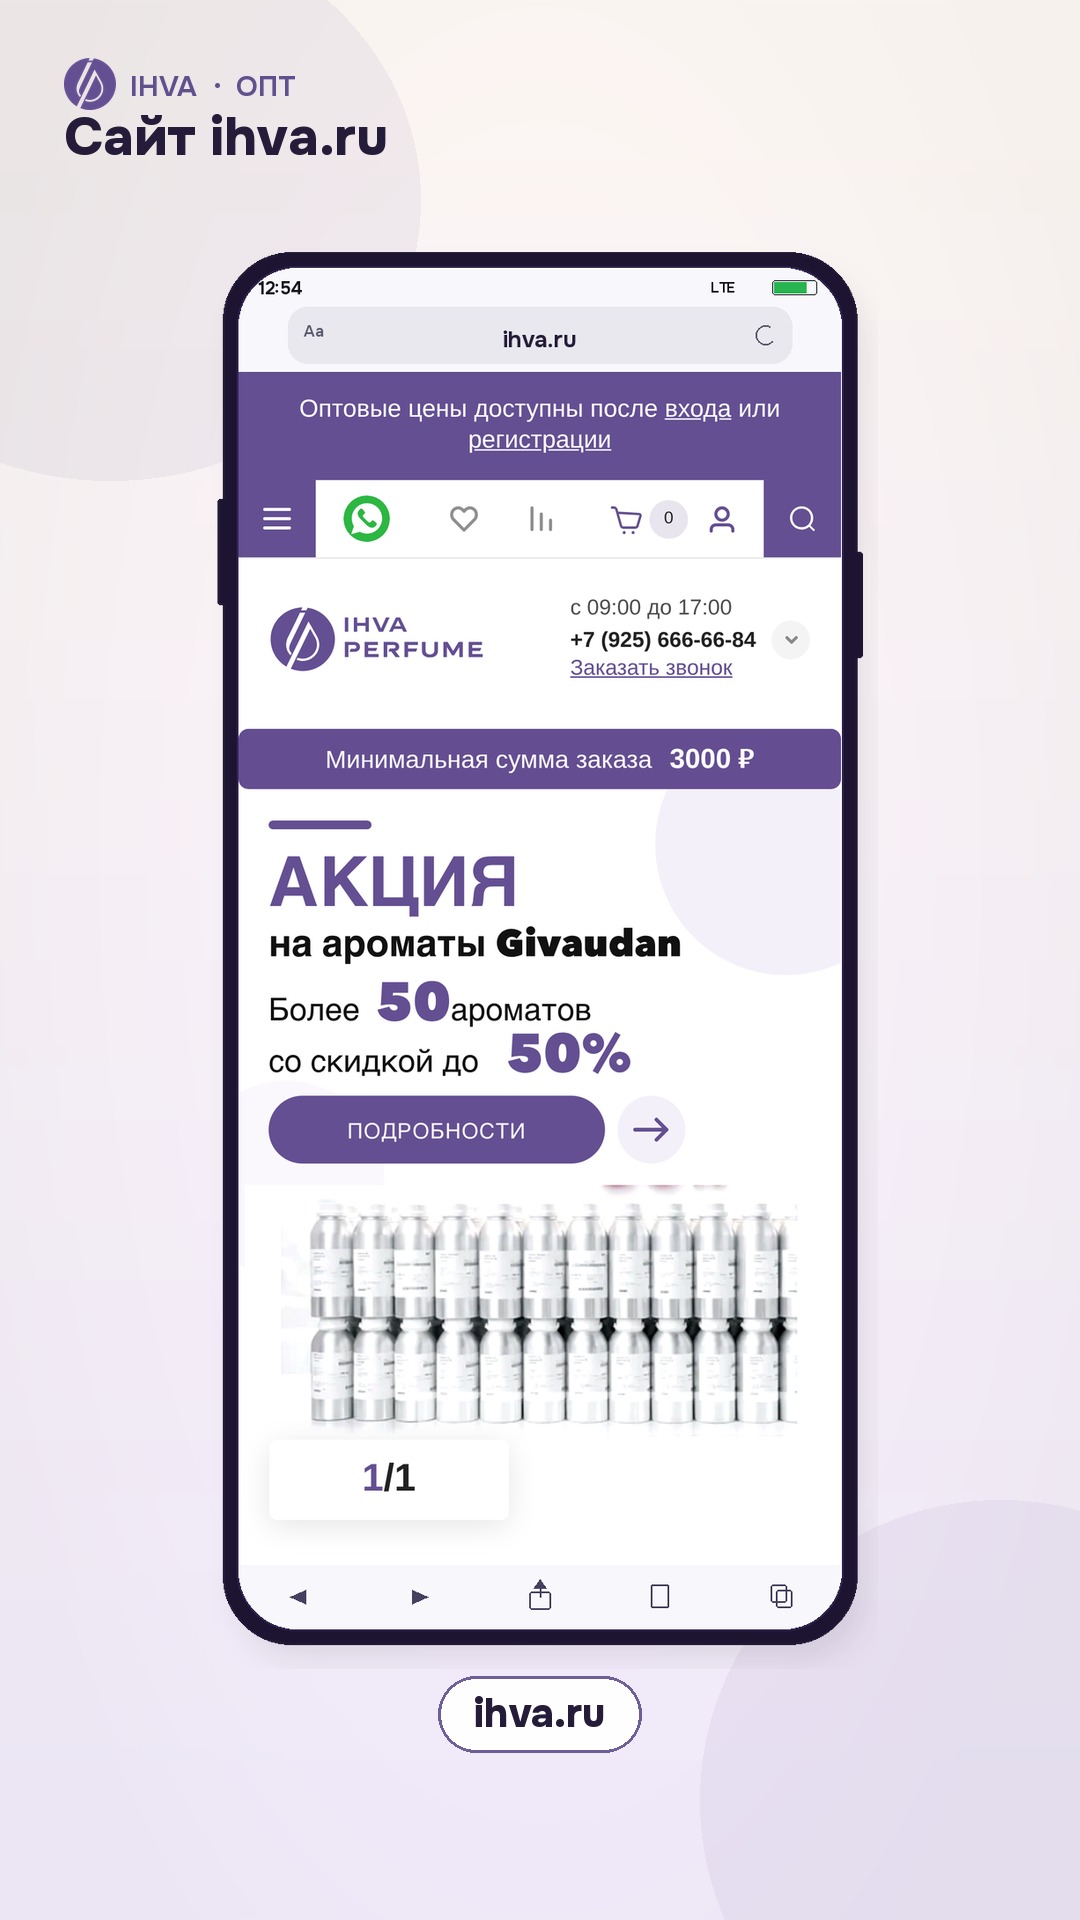 IHVA · ОПТ
Сайт ihva.ru
12:54
LTE
Aa
ihva.ru
Оптовые цены доступны после входа или
регистрации
0
IHVA
PERFUME
с 09:00 до 17:00
+7 (925) 666-66-84
Заказать звонок
Минимальная сумма заказа 3000 ₽
АКЦИЯ
на ароматы Givaudan
Более 50 ароматов
со скидкой до 50%
ПОДРОБНОСТИ
1/1
ihva.ru